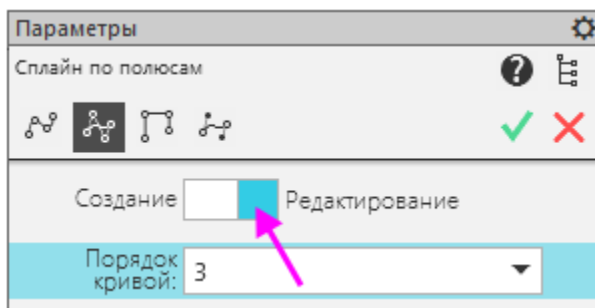 Параметры
Сплайн по полюсам
?
Создание Редактирование
Порядок
кривой: 3